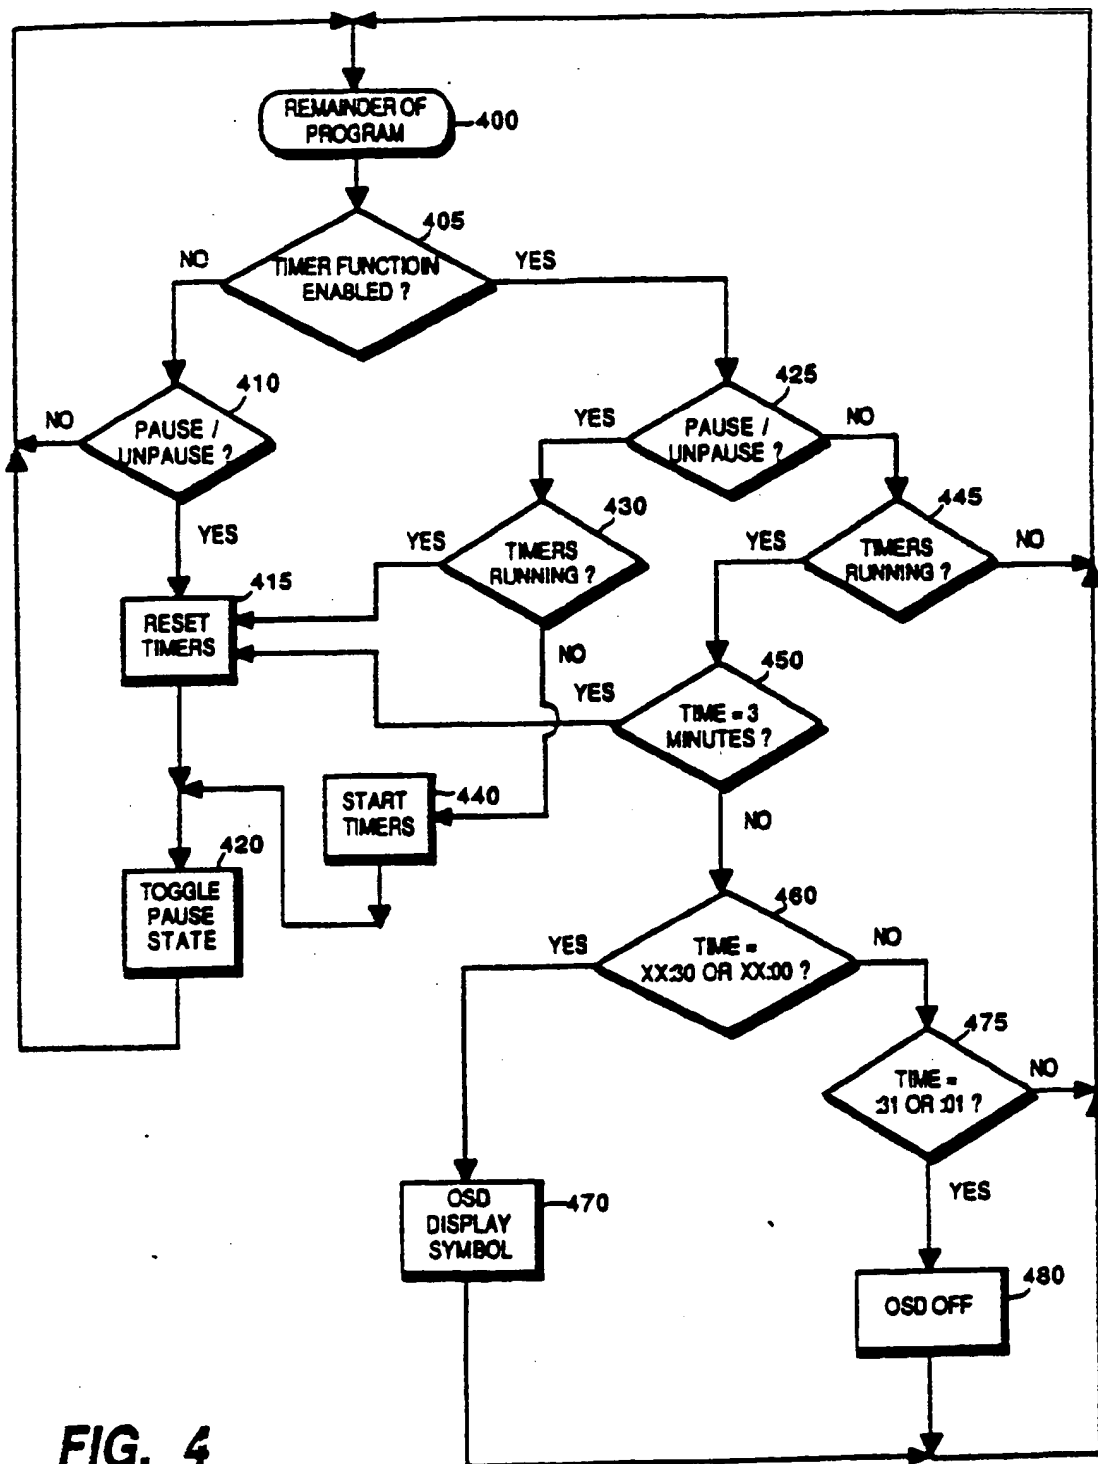 REMAINDER OF
PROGRAM
400
405
TIMER FUNCTIOIN
ENABLED ?
NO
YES
410
PAUSE /
UNPAUSE ?
NO
YES
425
PAUSE /
UNPAUSE ?
YES
NO
430
TIMERS
RUNNING ?
YES
NO
445
TIMERS
RUNNING ?
YES
NO
415
RESET
TIMERS
450
TIME = 3
MINUTES ?
YES
NO
START
TIMERS
440
420
TOGGLE
PAUSE
STATE
460
TIME =
XX:30 OR XX:00 ?
YES
NO
475
TIME =
:31 OR :01 ?
NO
YES
OSD
DISPLAY
SYMBOL
470
480
OSD OFF
FIG. 4